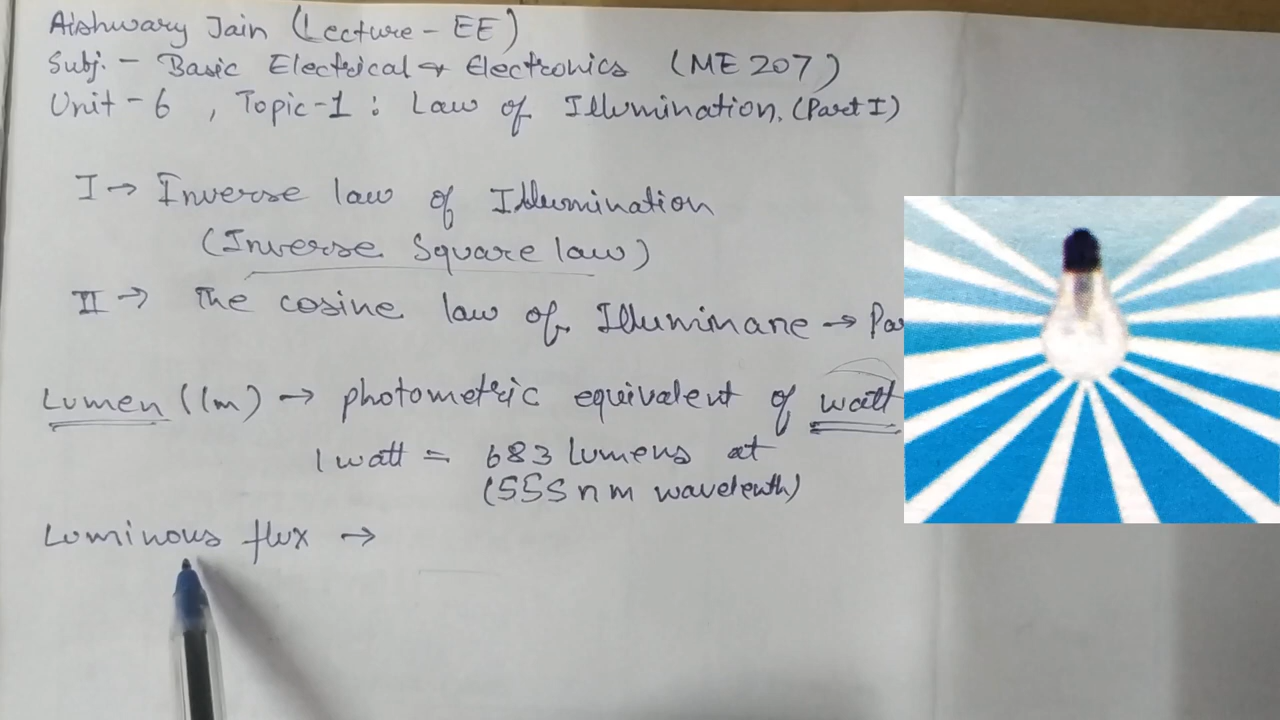 Aishwary Jain (Lecture - EE)
Subj. - Basic Electrical & Electronics (ME 207)
Unit - 6 , Topic-1 : Law of Illumination. (Part I)
I → Inverse law of Illumination
(Inverse Square law)
II → The cosine law of Illuminane → Pa
Lumen (lm) → photometric equivalent of watt
1 watt = 683 lumens at
(555 nm wavelenth)
Luminous flux →